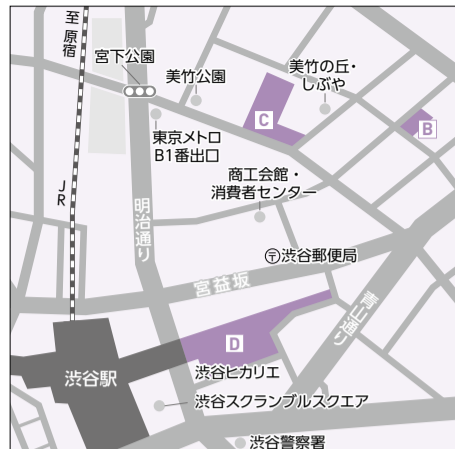 至 原宿
宮下公園
美竹公園
美竹の丘・
しぶや
C
B
東京メトロ
B1番出口
商工会館・
消費者センター
JR
明治通り
〒渋谷郵便局
宮益坂
青山通り
D
渋谷駅
渋谷ヒカリエ
渋谷スクランブルスクエア
渋谷警察署